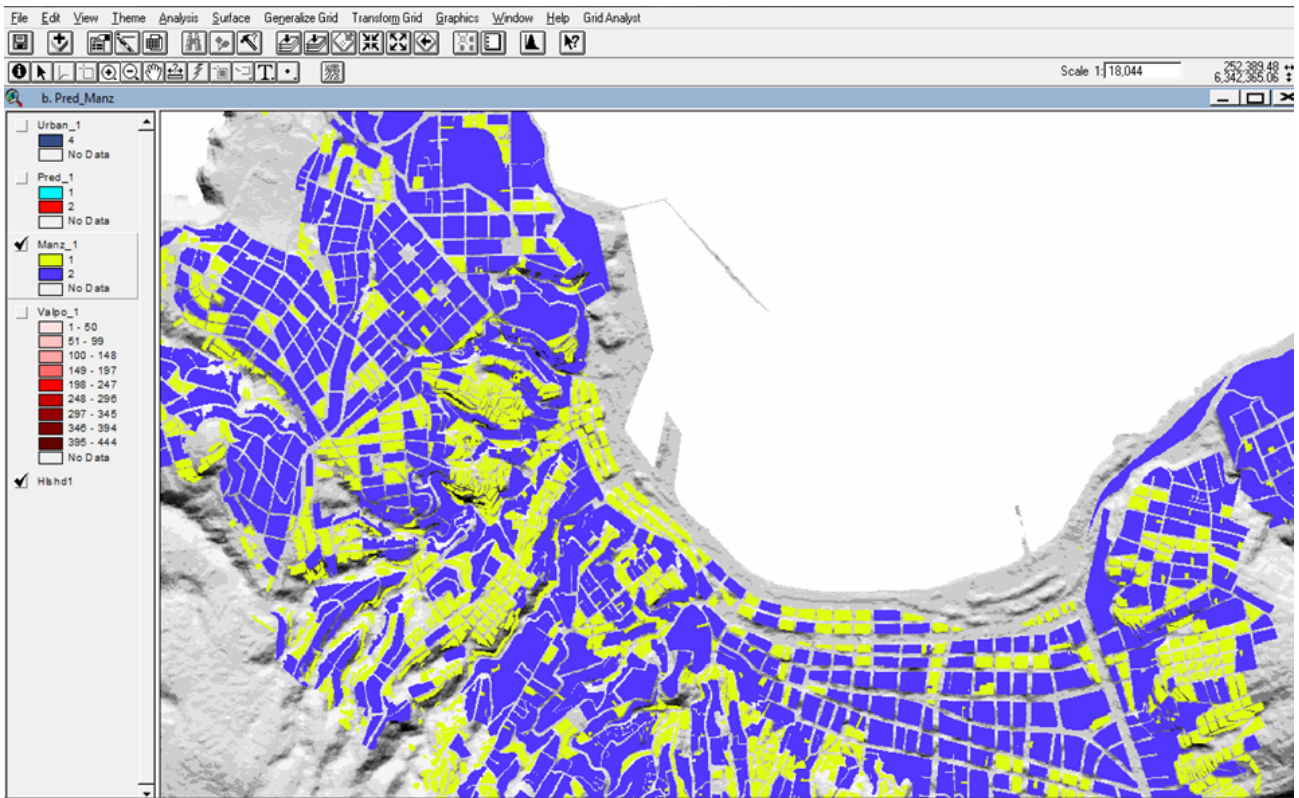 File Edit View Theme Analysis Surface Generalize Grid Transform Grid Graphics Window Help Grid Analyst
T
Scale 1: 18,044 252,389.48
6,342,365.06
b. Pred_Manz
Urban_1
4
No Data
Pred_1
1
2
No Data
Manz_1
1
2
No Data
Valpo_1
1 - 50
51 - 99
100 - 148
149 - 197
198 - 247
248 - 296
297 - 345
346 - 394
395 - 444
No Data
Hlshd1